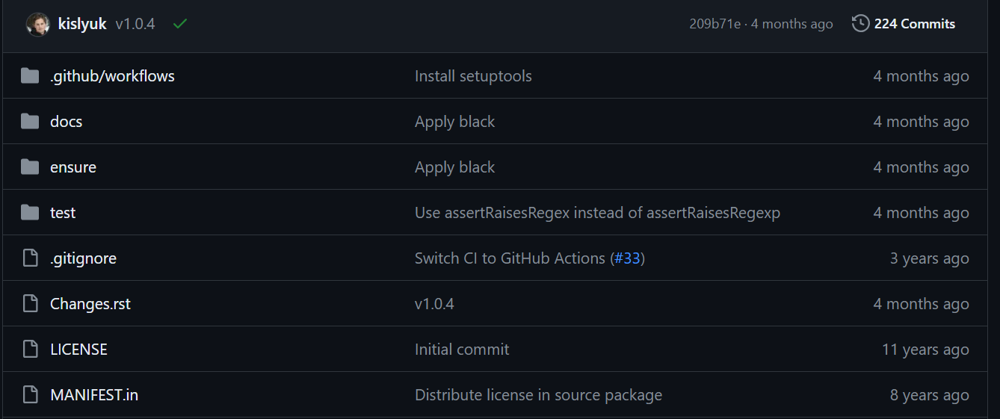 kislyuk v1.0.4 209b71e · 4 months ago 224 Commits
.github/workflows Install setuptools 4 months ago
docs Apply black 4 months ago
ensure Apply black 4 months ago
test Use assertRaisesRegex instead of assertRaisesRegexp 4 months ago
.gitignore Switch CI to GitHub Actions (#33) 3 years ago
Changes.rst v1.0.4 4 months ago
LICENSE Initial commit 11 years ago
MANIFEST.in Distribute license in source package 8 years ago